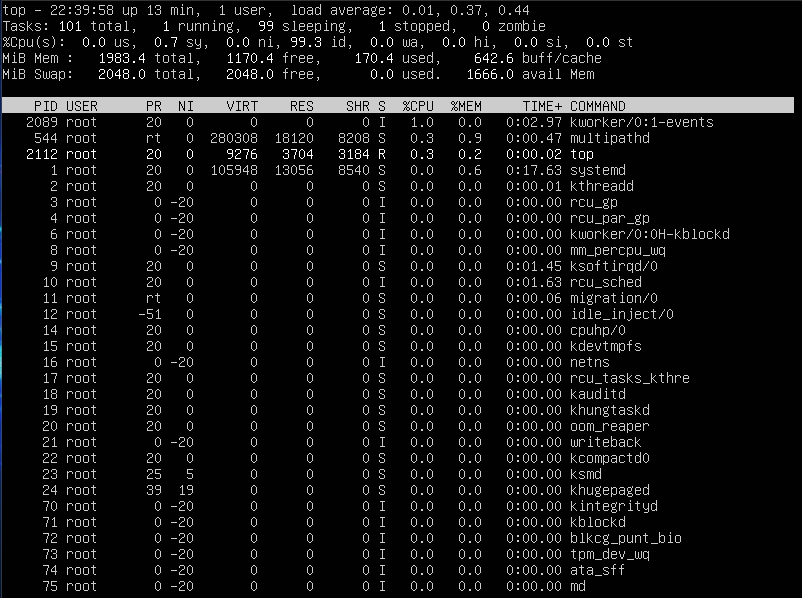 top - 22:39:58 up 13 min,  1 user,  load average: 0.01, 0.37, 0.44
Tasks: 101 total,   1 running,  99 sleeping,   1 stopped,   0 zombie
%Cpu(s):  0.0 us,  0.7 sy,  0.0 ni, 99.3 id,  0.0 wa,  0.0 hi,  0.0 si,  0.0 st
MiB Mem :   1983.4 total,   1170.4 free,    170.4 used,    642.6 buff/cache
MiB Swap:   2048.0 total,   2048.0 free,      0.0 used.   1666.0 avail Mem
    PID USER      PR  NI    VIRT    RES    SHR S  %CPU  %MEM     TIME+ COMMAND
   2089 root      20   0       0      0      0 I   1.0   0.0   0:02.97 kworker/0:1-events
    544 root      rt   0  280308  18120   8208 S   0.3   0.9   0:00.47 multipathd
   2112 root      20   0    9276   3704   3184 R   0.3   0.2   0:00.02 top
      1 root      20   0  105948  13056   8540 S   0.0   0.6   0:17.63 systemd
      2 root      20   0       0      0      0 S   0.0   0.0   0:00.01 kthreadd
      3 root       0 -20       0      0      0 I   0.0   0.0   0:00.00 rcu_gp
      4 root       0 -20       0      0      0 I   0.0   0.0   0:00.00 rcu_par_gp
      6 root       0 -20       0      0      0 I   0.0   0.0   0:00.00 kworker/0:0H-kblockd
      8 root       0 -20       0      0      0 I   0.0   0.0   0:00.00 mm_percpu_wq
      9 root      20   0       0      0      0 S   0.0   0.0   0:01.45 ksoftirqd/0
     10 root      20   0       0      0      0 I   0.0   0.0   0:01.63 rcu_sched
     11 root      rt   0       0      0      0 S   0.0   0.0   0:00.06 migration/0
     12 root     -51   0       0      0      0 S   0.0   0.0   0:00.00 idle_inject/0
     14 root      20   0       0      0      0 S   0.0   0.0   0:00.00 cpuhp/0
     15 root      20   0       0      0      0 S   0.0   0.0   0:00.00 kdevtmpfs
     16 root       0 -20       0      0      0 I   0.0   0.0   0:00.00 netns
     17 root      20   0       0      0      0 S   0.0   0.0   0:00.00 rcu_tasks_kthre
     18 root      20   0       0      0      0 S   0.0   0.0   0:00.00 kauditd
     19 root      20   0       0      0      0 S   0.0   0.0   0:00.00 khungtaskd
     20 root      20   0       0      0      0 S   0.0   0.0   0:00.00 oom_reaper
     21 root       0 -20       0      0      0 I   0.0   0.0   0:00.00 writeback
     22 root      20   0       0      0      0 S   0.0   0.0   0:00.00 kcompactd0
     23 root      25   5       0      0      0 S   0.0   0.0   0:00.00 ksmd
     24 root      39  19       0      0      0 S   0.0   0.0   0:00.00 khugepaged
     70 root       0 -20       0      0      0 I   0.0   0.0   0:00.00 kintegrityd
     71 root       0 -20       0      0      0 I   0.0   0.0   0:00.00 kblockd
     72 root       0 -20       0      0      0 I   0.0   0.0   0:00.00 blkcg_punt_bio
     73 root       0 -20       0      0      0 I   0.0   0.0   0:00.00 tpm_dev_wq
     74 root       0 -20       0      0      0 I   0.0   0.0   0:00.00 ata_sff
     75 root       0 -20       0      0      0 I   0.0   0.0   0:00.00 md